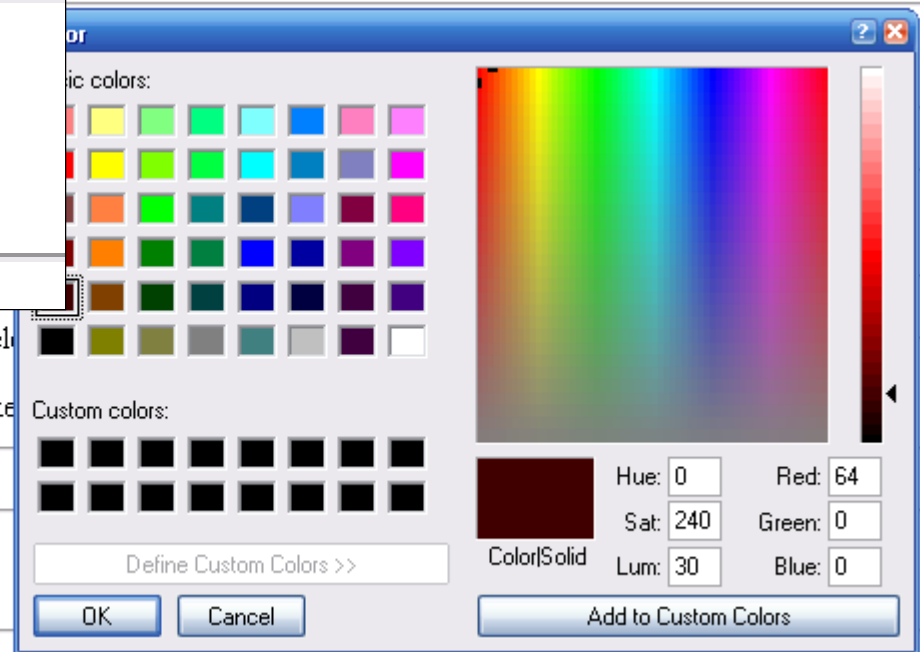 or
ic colors:
Custom colors:
Define Custom Colors >>
OK
Cancel
Color|Solid
Hue: 0
Sat: 240
Lum: 30
Red: 64
Green: 0
Blue: 0
Add to Custom Colors